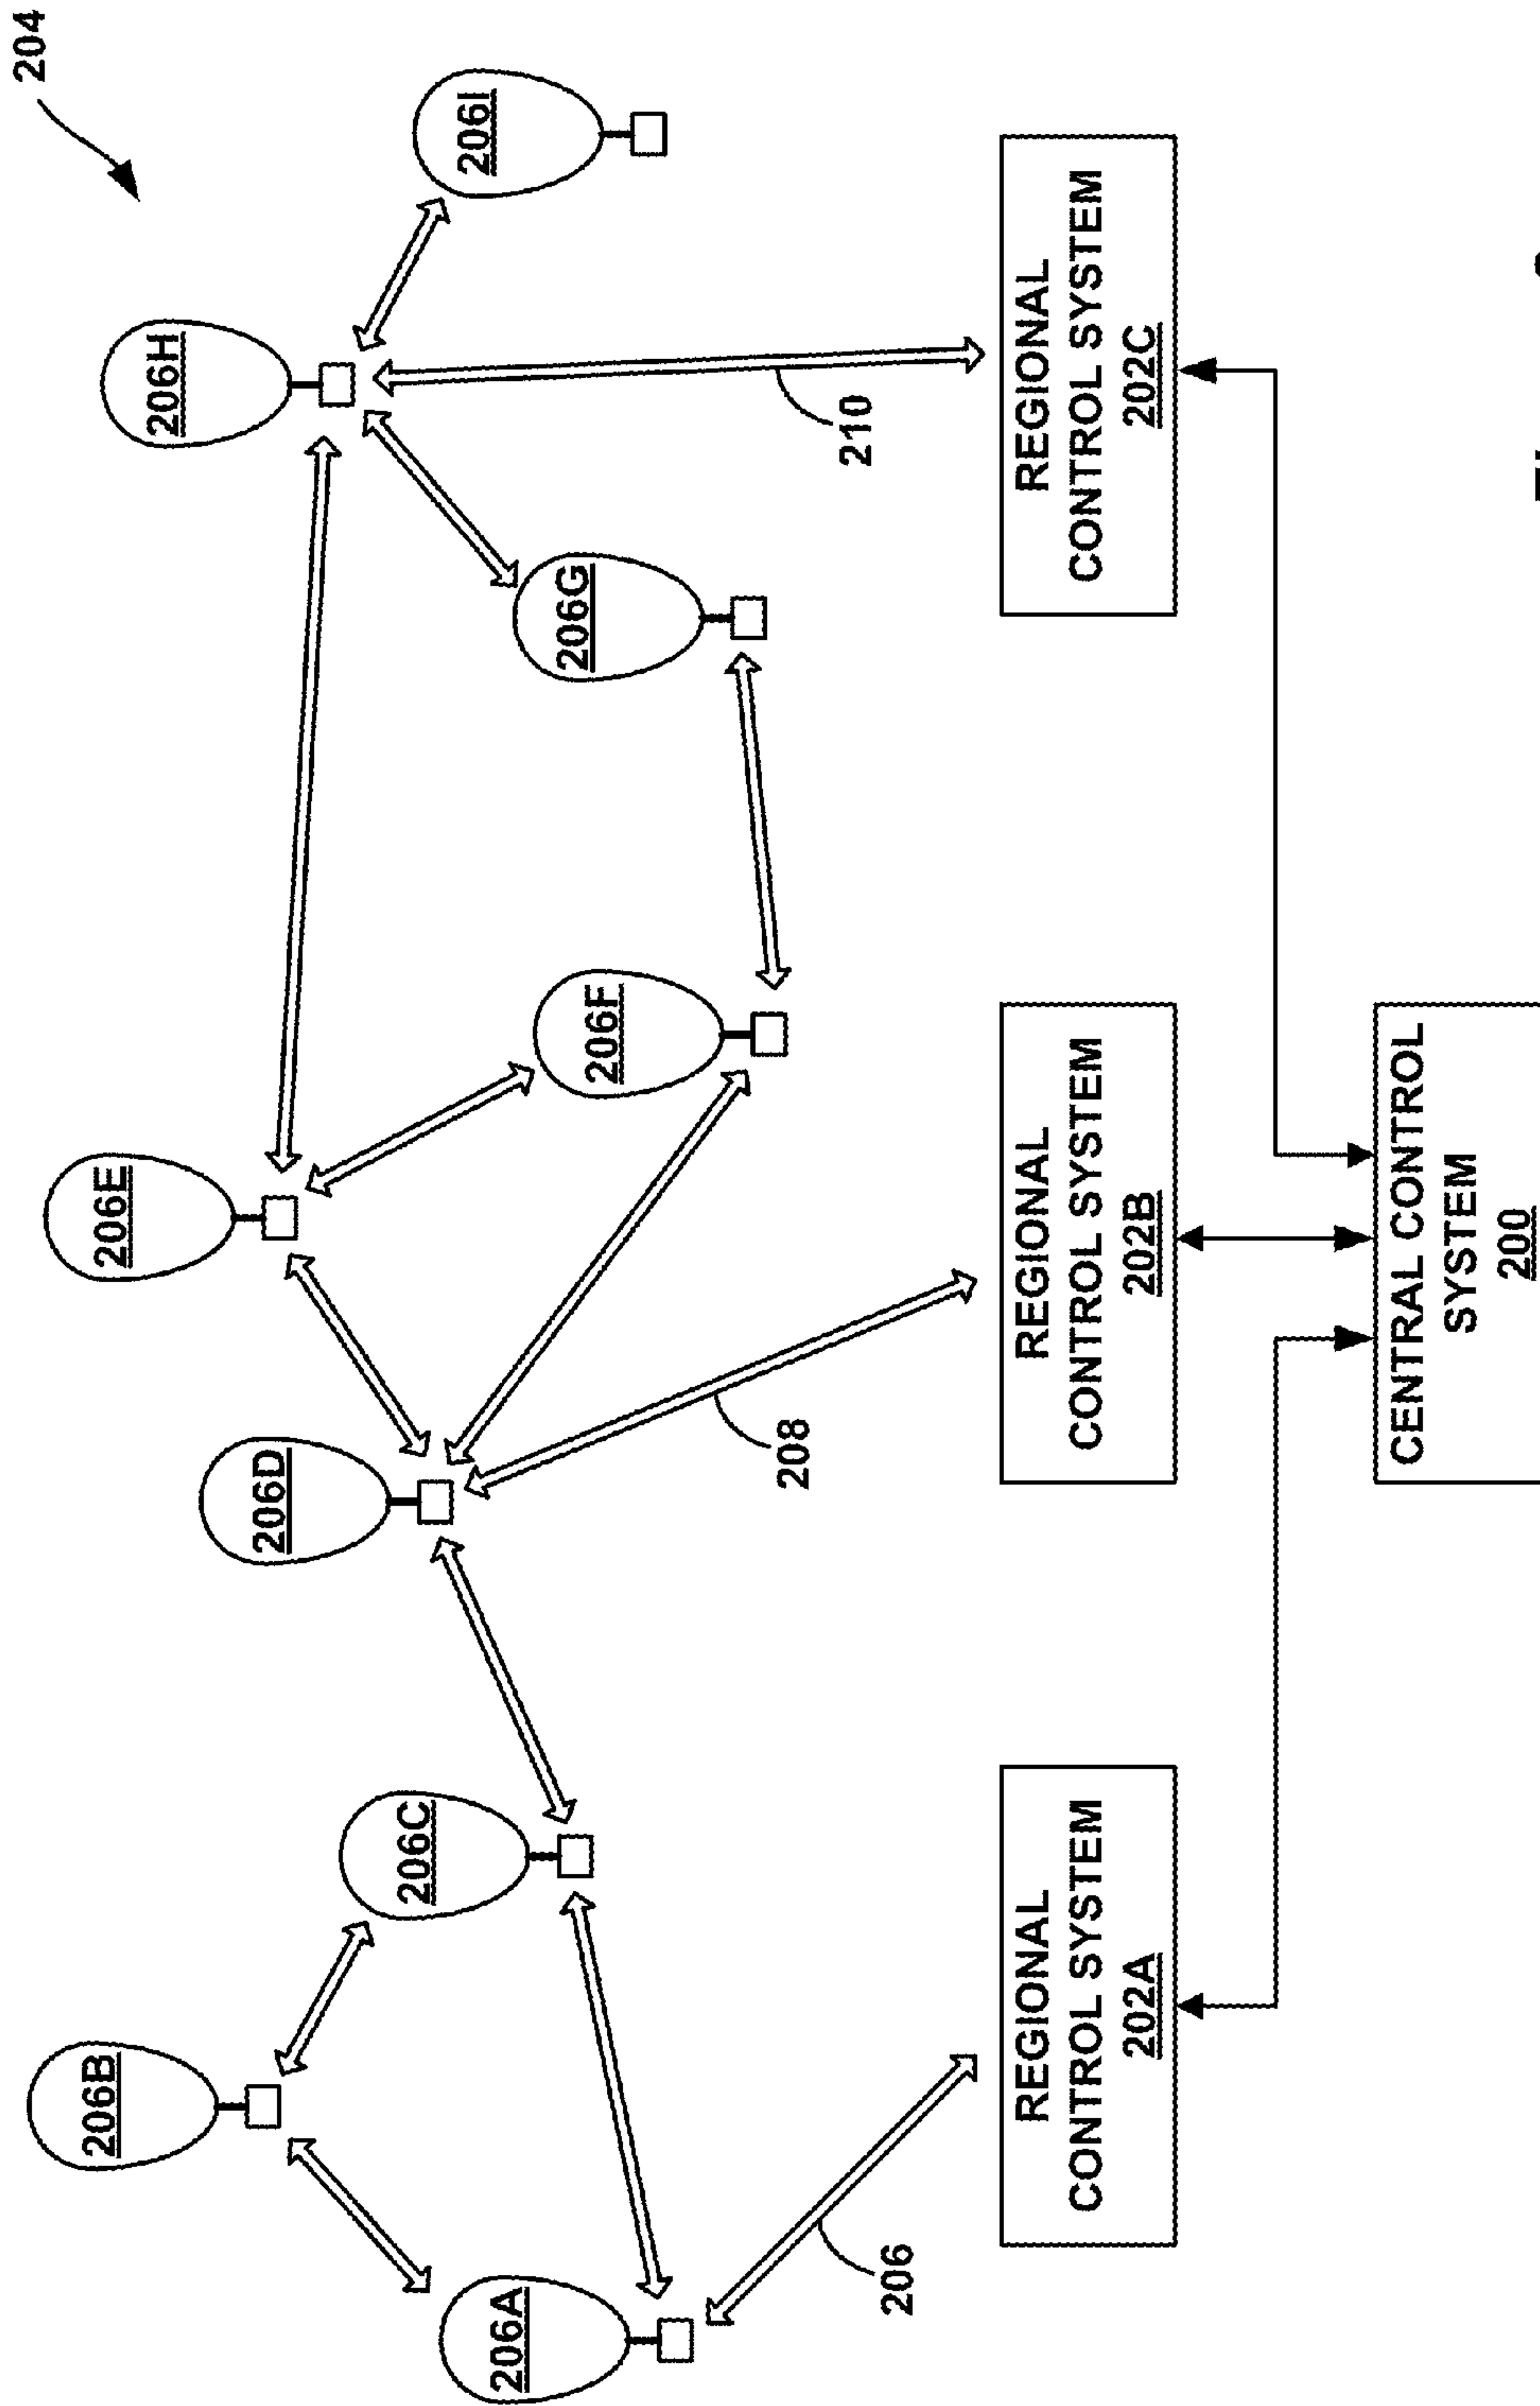 204
206B
206E
206H
206D
206C
206I
206A
206F
206G
206
208
210
REGIONAL
CONTROL SYSTEM
202A
REGIONAL
CONTROL SYSTEM
202B
REGIONAL
CONTROL SYSTEM
202C
CENTRAL CONTROL
SYSTEM
200